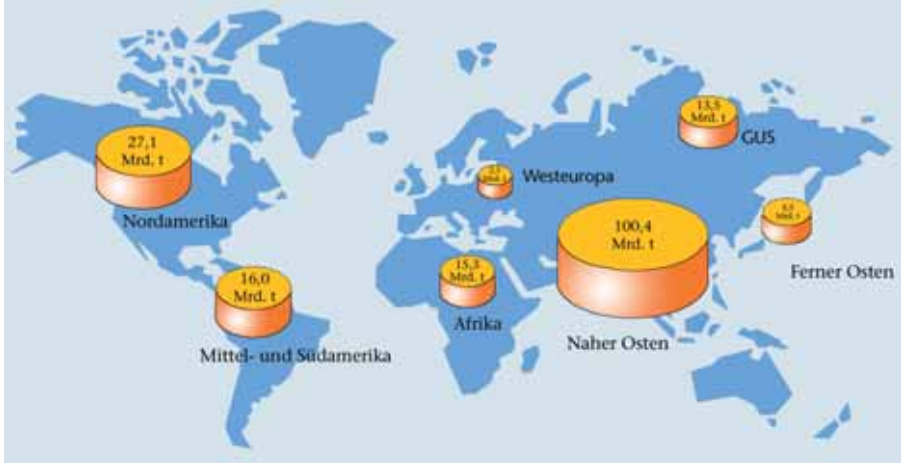 27,1
Mrd. t
Nordamerika
16,0
Mrd. t
Mittel- und Südamerika
Westeuropa
15,3
Mrd. t
Afrika
13,5
Mrd. t
GUS
100,4
Mrd. t
Naher Osten
Mrd. t
Ferner Osten